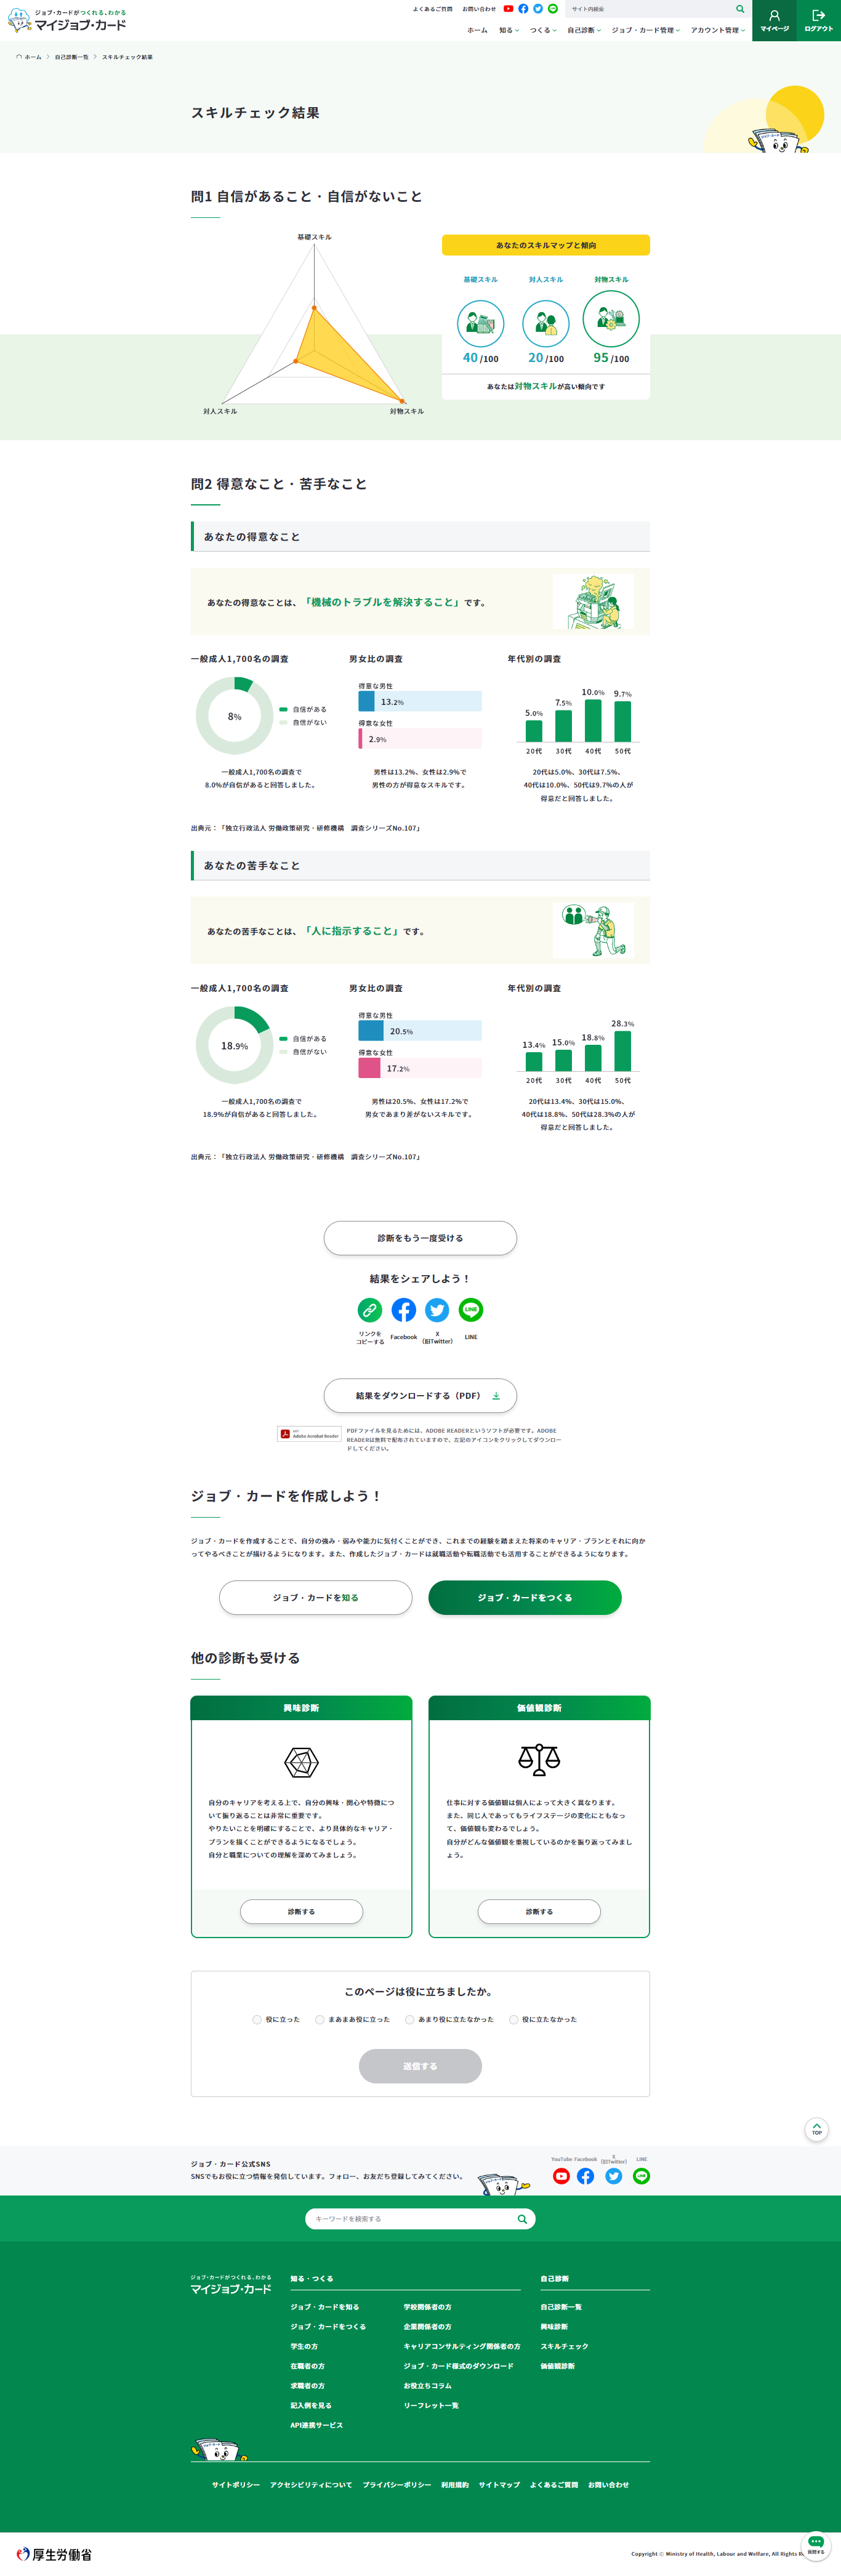 ジョブ・カードがつくれる、わかる
マイジョブ・カード
よくあるご質問
お問い合わせ
サイト内検索
ホーム
知る
つくる
自己診断
ジョブ・カード管理
アカウント管理
マイページ
ログアウト
ホーム
自己診断一覧
スキルチェック結果
スキルチェック結果
問1 自信があること・自信がないこと
基礎スキル
対人スキル
対物スキル
あなたのスキルマップと傾向
基礎スキル
対人スキル
対物スキル
40 /100
20 /100
95 /100
あなたは対物スキルが高い傾向です
問2 得意なこと・苦手なこと
あなたの得意なこと
あなたの得意なことは、「機械のトラブルを解決すること」です。
一般成人1,700名の調査
8%
自信がある
自信がない
一般成人1,700名の調査で
8.0%が自信があると回答しました。
男女比の調査
得意な男性
13.2%
得意な女性
2.9%
男性は13.2%、女性は2.9%で
男性の方が得意なスキルです。
年代別の調査
5.0%
7.5%
10.0%
9.7%
20代
30代
40代
50代
20代は5.0%、30代は7.5%、
40代は10.0%、50代は9.7%の人が
得意だと回答しました。
出典元：「独立行政法人 労働政策研究・研修機構 調査シリーズNo.107」
あなたの苦手なこと
あなたの苦手なことは、「人に指示すること」です。
一般成人1,700名の調査
18.9%
自信がある
自信がない
一般成人1,700名の調査で
18.9%が自信があると回答しました。
男女比の調査
得意な男性
20.5%
得意な女性
17.2%
男性は20.5%、女性は17.2%で
男女であまり差がないスキルです。
年代別の調査
13.4%
15.0%
18.8%
28.3%
20代
30代
40代
50代
20代は13.4%、30代は15.0%、
40代は18.8%、50代は28.3%の人が
得意だと回答しました。
出典元：「独立行政法人 労働政策研究・研修機構 調査シリーズNo.107」
診断をもう一度受ける
結果をシェアしよう！
リンクを
コピーする
Facebook
X
（旧Twitter）
LINE
結果をダウンロードする（PDF）
Adobe Acrobat Reader
PDFファイルを見るためには、ADOBE READERというソフトが必要です。ADOBE
READERは無料で配布されていますので、左記のアイコンをクリックしてダウンロー
ドしてください。
ジョブ・カードを作成しよう！
ジョブ・カードを作成することで、自分の強み・弱みや能力に気付くことができ、これまでの経験を踏まえた将来のキャリア・プランとそれに向か
ってやるべきことが描けるようになります。また、作成したジョブ・カードは就職活動や転職活動でも活用することができるようになります。
ジョブ・カードを知る
ジョブ・カードをつくる
他の診断も受ける
興味診断
自分のキャリアを考える上で、自分の興味・関心や特徴につ
いて振り返ることは非常に重要です。
やりたいことを明確にすることで、より具体的なキャリア・
プランを描くことができるようになるでしょう。
自分と職業についての理解を深めてみましょう。
診断する
価値観診断
仕事に対する価値観は個人によって大きく異なります。
また、同じ人であってもライフステージの変化にともなっ
て、価値観も変わるでしょう。
自分がどんな価値観を重視しているのかを振り返ってみまし
ょう。
診断する
このページは役に立ちましたか。
役に立った
まあまあ役に立った
あまり役に立たなかった
役に立たなかった
送信する
TOP
ジョブ・カード公式SNS
SNSでもお役に立つ情報を発信しています。フォロー、お友だち登録してみてください。
YouTube
Facebook
X
（旧Twitter）
LINE
キーワードを検索する
ジョブ・カードがつくれる、わかる
マイジョブ・カード
知る・つくる
ジョブ・カードを知る
ジョブ・カードをつくる
学生の方
在職者の方
求職者の方
記入例を見る
API連携サービス
学校関係者の方
企業関係者の方
キャリアコンサルティング関係者の方
ジョブ・カード様式のダウンロード
お役立ちコラム
リーフレット一覧
自己診断
自己診断一覧
興味診断
スキルチェック
価値観診断
サイトポリシー
アクセシビリティについて
プライバシーポリシー
利用規約
サイトマップ
よくあるご質問
お問い合わせ
厚生労働省
Copyright © Ministry of Health, Labour and Welfare, All Rights
質問する